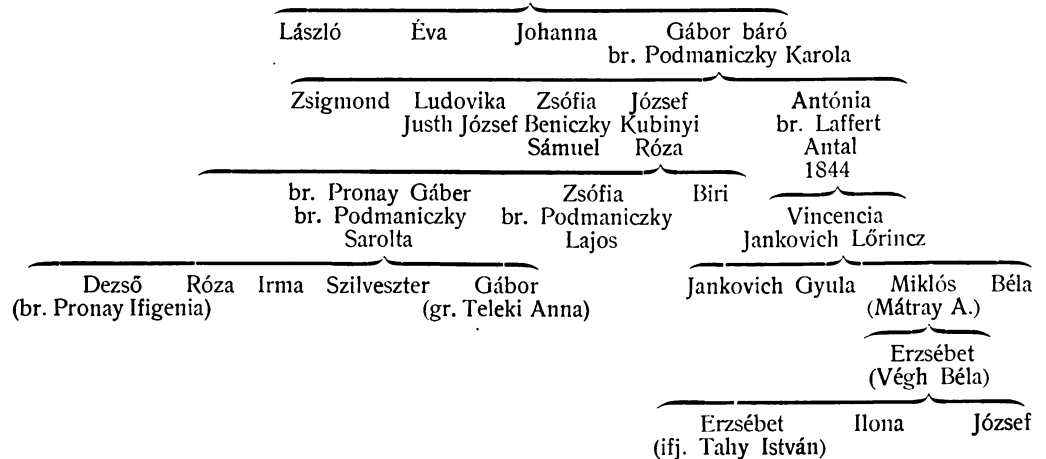 László Éva Johanna Gábor báró
br. Podmaniczky Karola
Zsigmond Ludovika Zsófia József Antónia
Justh József Beniczky Kubinyi br. Laffert
Sámuel Róza Antal
1844
br. Pronay Gáber Zsófia Biri
br. Podmaniczky br. Podmaniczky Vincencia
Sarolta Lajos Jankovich Lőrincz
Dezső Róza Irma Szilveszter Gábor Jankovich Gyula Miklós Béla
(br. Pronay Ifigenia) (gr. Teleki Anna) (Mátray A.)
Erzsébet
(Végh Béla)
Erzsébet Ilona József
(ifj. Tahy István)